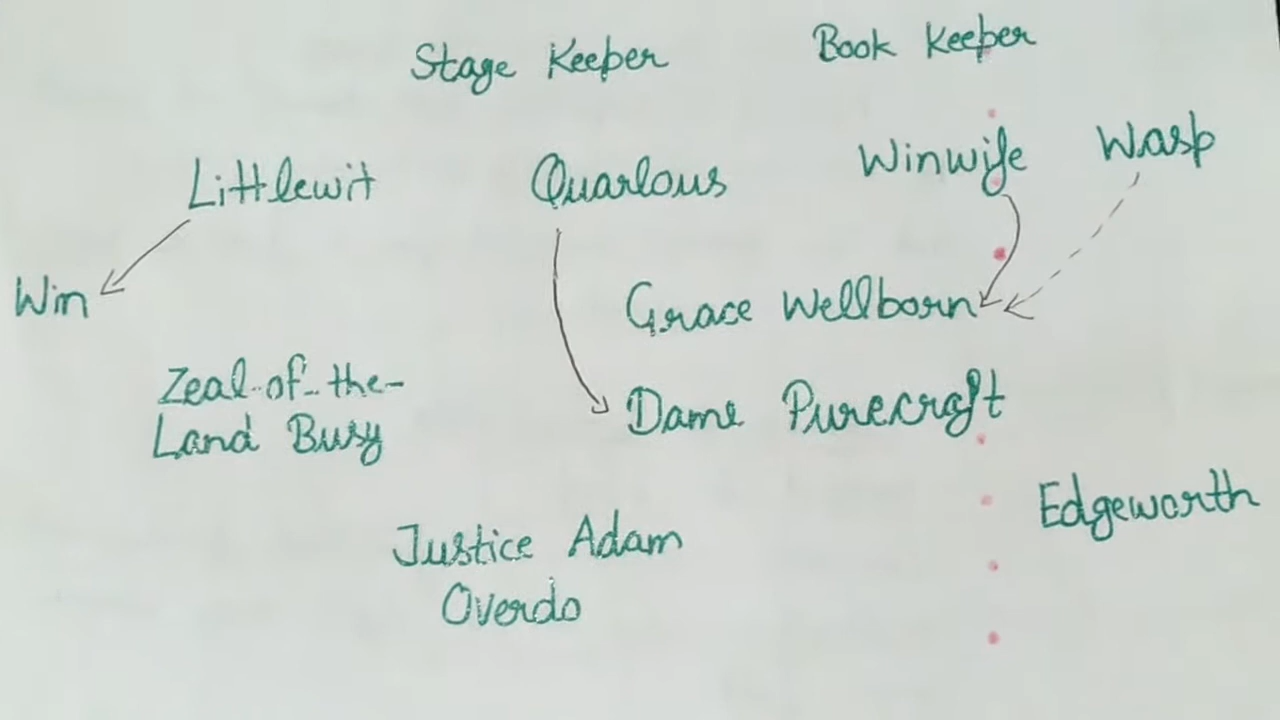 Stage Keeper
Book Keeper
Littlewit
Quarlous
Winwife
Wasp
Win
Grace Wellborn
Zeal-of-the-
Land Busy
Dame Purecraft
Edgeworth
Justice Adam
Overdo